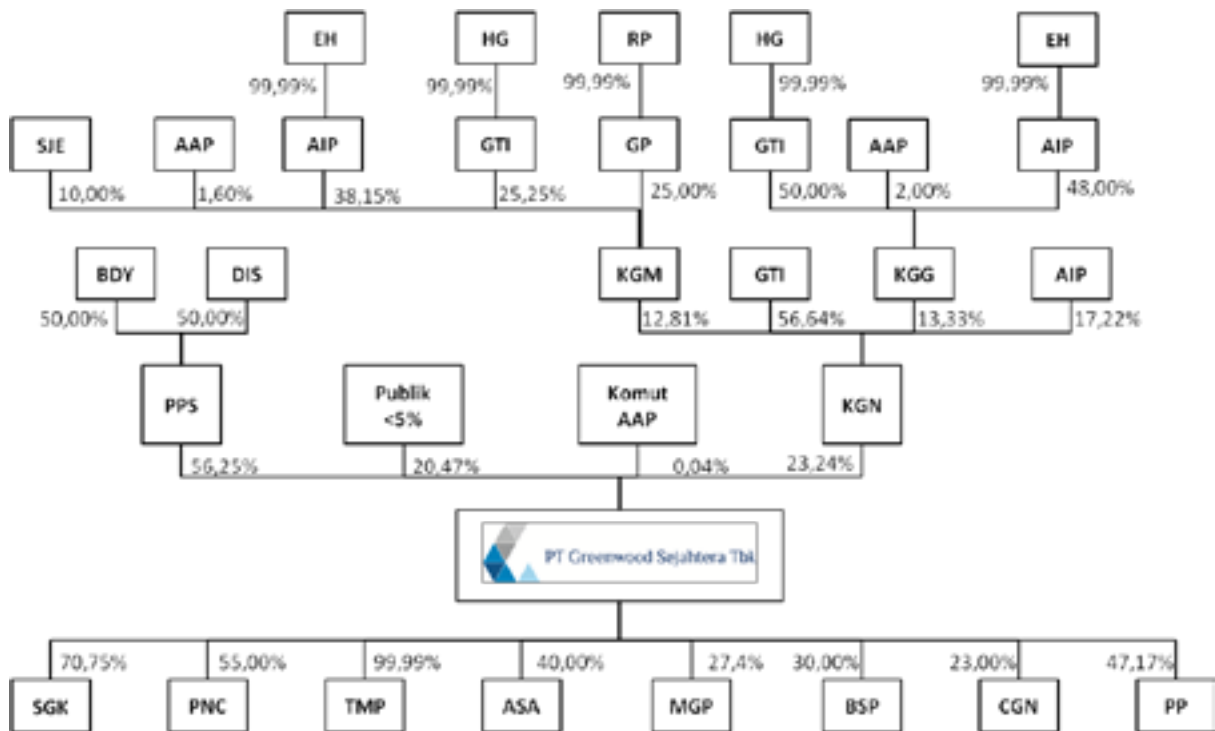 EH HG RP HG EH
99,99% 99,99% 99,99% 99,99% 99,99%
SJE AAP AIP GTI GP GTI AAP AIP
10,00% 1,60% 38,15% 25,25% 25,00% 50,00% 2,00% 48,00%
BDY DIS KGM GTI KGG AIP
50,00% 50,00% 12,81% 56,64% 13,33% 17,22%
PPS Publik Komut KGN
<5% AAP
56,25% 20,47% 0,04% 23,24%
PT Greenwood Sejahtera Tbk
70,75% 55,00% 99,99% 40,00% 27,4% 30,00% 23,00% 47,17%
SGK PNC TMP ASA MGP BSP CGN PP